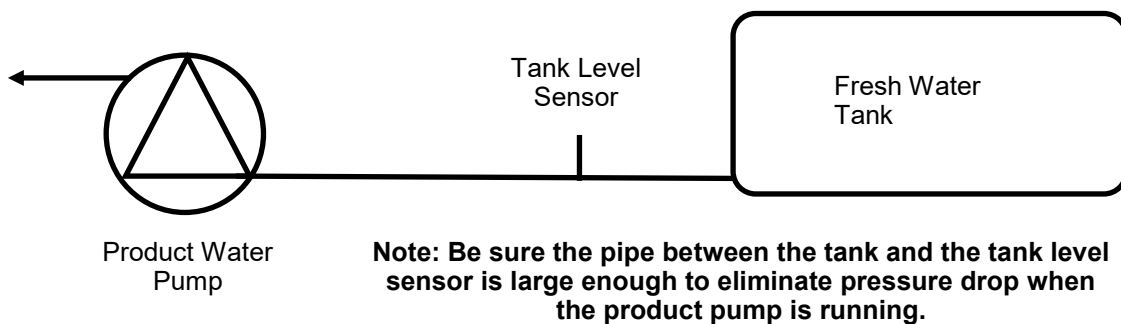 Tank Level
Sensor
Fresh Water
Tank
Product Water
Pump
Note: Be sure the pipe between the tank and the tank level
sensor is large enough to eliminate pressure drop when
the product pump is running.